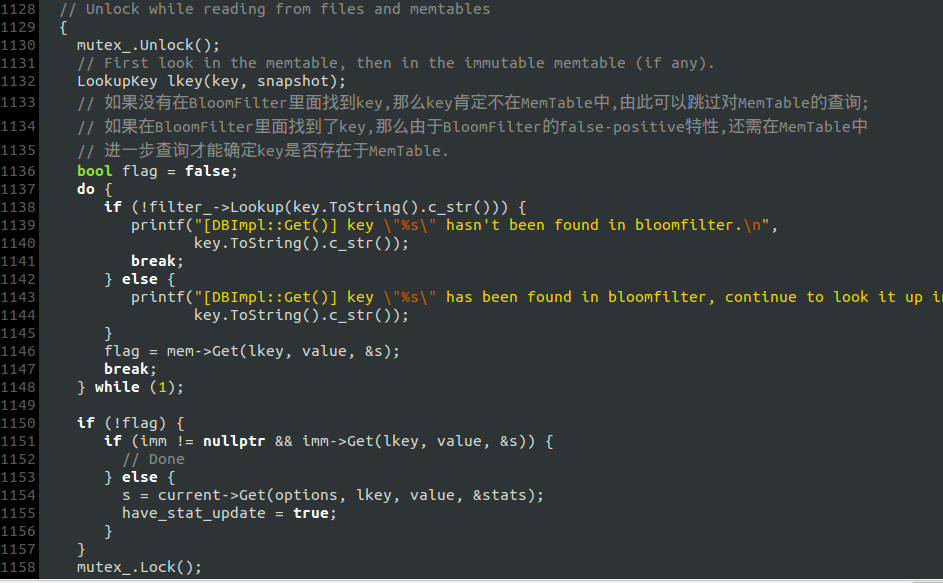 1128 // Unlock while reading from files and memtables
1129 {
1130 mutex_.Unlock();
1131 // First look in the memtable, then in the immutable memtable (if any).
1132 LookupKey lkey(key, snapshot);
1133 // 如果没有在BloomFilter里面找到key,那么key肯定不在MemTable中,由此可以跳过对MemTable的查询;
1134 // 如果在BloomFilter里面找到了key,那么由于BloomFilter的false-positive特性,还需在MemTable中
1135 // 进一步查询才能确定key是否存在于MemTable.
1136 bool flag = false;
1137 do {
1138 if (!filter_->Lookup(key.ToString().c_str())) {
1139 printf("[DBImpl::Get()] key \"%s\" hasn't been found in bloomfilter.\n",
1140 key.ToString().c_str());
1141 break;
1142 } else {
1143 printf("[DBImpl::Get()] key \"%s\" has been found in bloomfilter, continue to look it up i
1144 key.ToString().c_str());
1145 }
1146 flag = mem->Get(lkey, value, &s);
1147 break;
1148 } while (1);
1149
1150 if (!flag) {
1151 if (imm != nullptr && imm->Get(lkey, value, &s)) {
1152 // Done
1153 } else {
1154 s = current->Get(options, lkey, value, &stats);
1155 have_stat_update = true;
1156 }
1157 }
1158 mutex_.Lock();